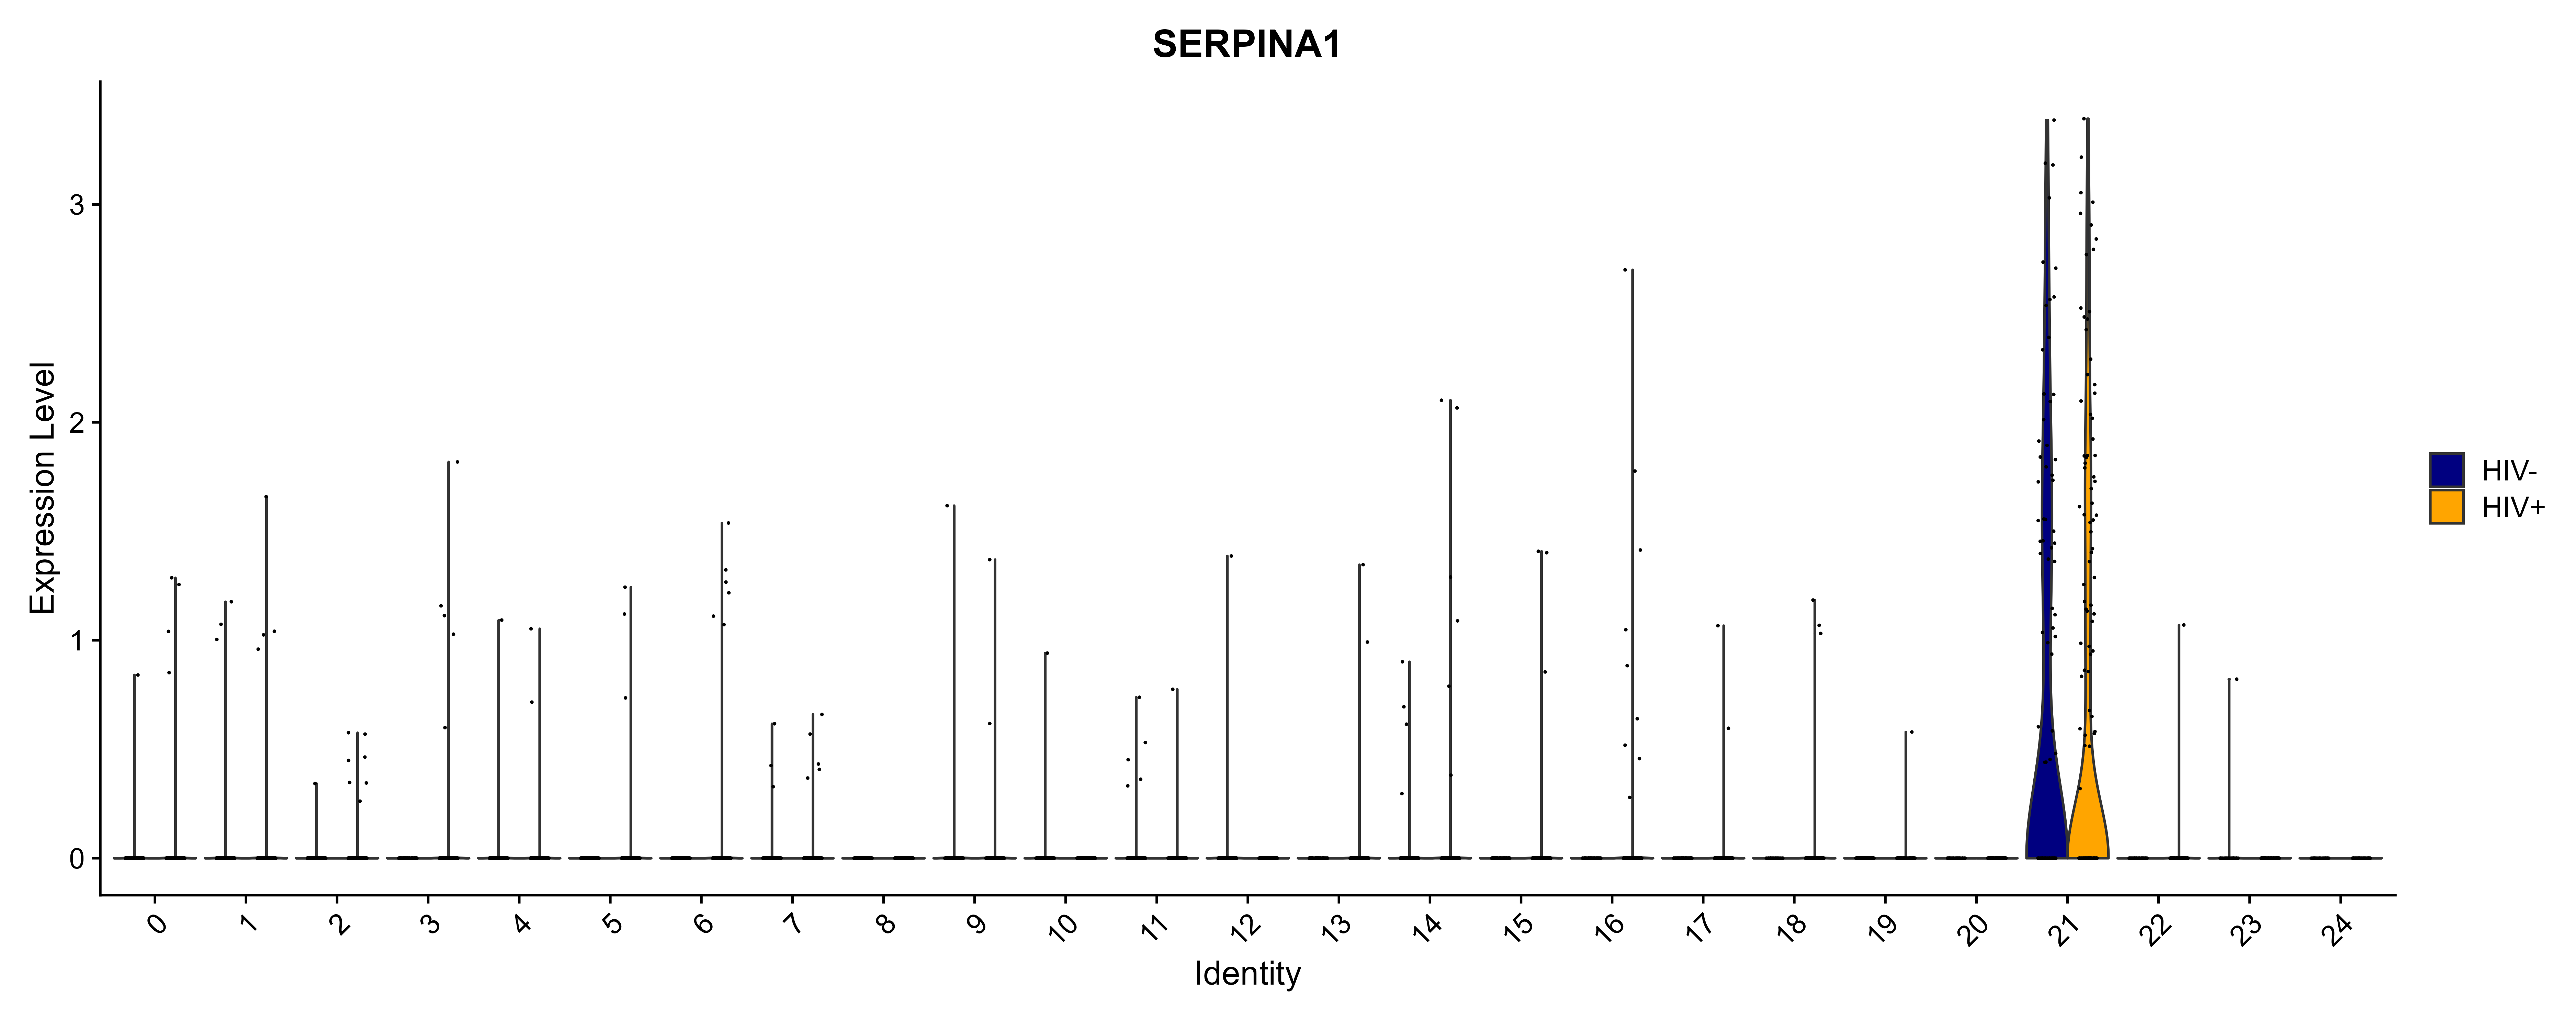 SERPINA1
Expression Level
3
2
1
0
0 1 2 3 4 5 6 7 8 9 10 11 12 13 14 15 16 17 18 19 20 21 22 23 24
Identity
HIV-
HIV+